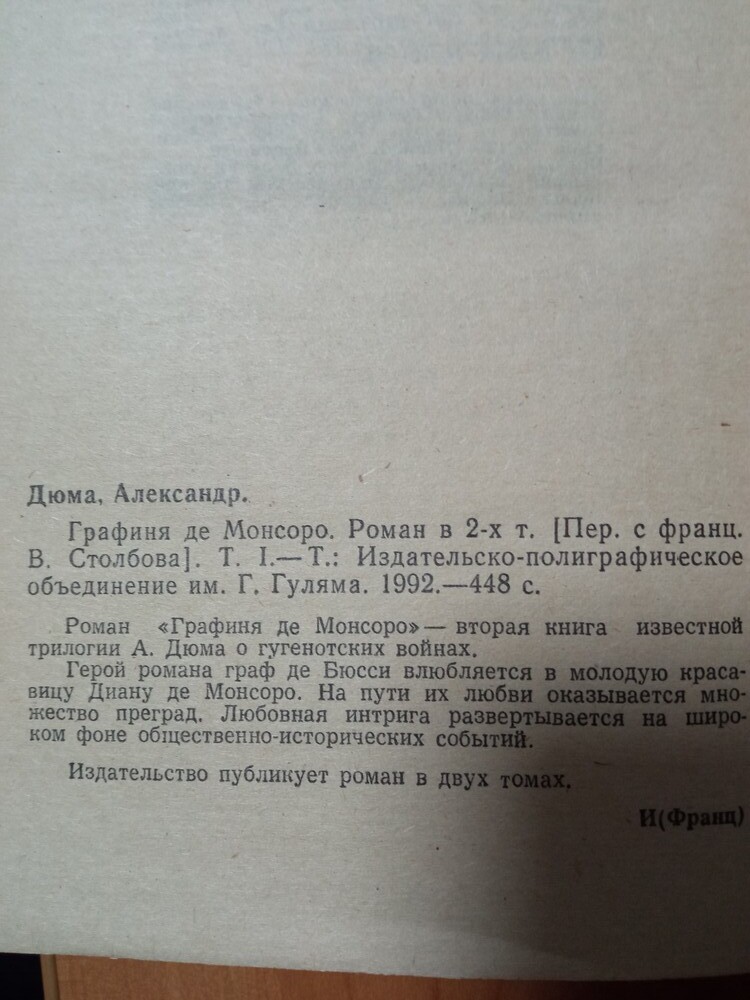 Дюма, Александр.
Графиня де Монсоро. Роман в 2-х т. [Пер. с франц.
В. Столбова]. Т. I.—Т.: Издательско-полиграфическое
объединение им. Г. Гуляма. 1992.—448 с.
Роман «Графиня де Монсоро»— вторая книга известной
трилогии А. Дюма о гугенотских войнах.
Герой романа граф де Бюсси влюбляется в молодую краса-
вицу Диану де Монсоро. На пути их любви оказывается мно-
жество преград. Любовная интрига развертывается на широ-
ком фоне общественно-исторических событий.
Издательство публикует роман в двух томах.
И(Франц)